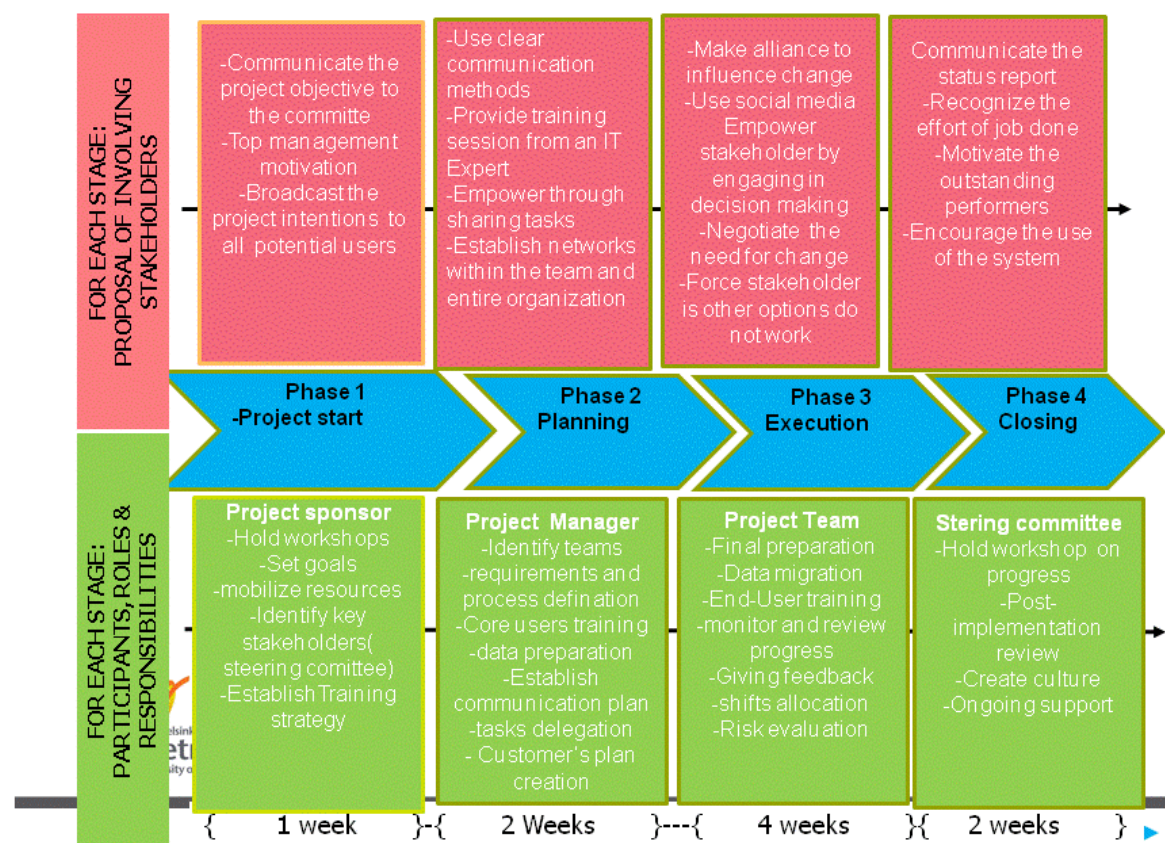 FOR EACH STAGE:
PROPOSAL OF INVOLVING
STAKEHOLDERS
-Communicate the
project objective to
the committe
-Top management
motivation
-Broadcast the
project intentions to
all potential users
-Use clear
communication
methods
-Provide training
session from an IT
Expert
-Empower through
sharing tasks
-Establish networks
within the team and
entire organization
-Make alliance to
influence change
-Use social media
Empower
stakeholder by
engaging in
decision making
-Negotiate the
need for change
-Force stakeholder
is other options do
not work
Communicate the
status report
-Recognize the
effort of job done
-Motivate the
outstanding
performers
-Encourage the use
of the system
Phase 1
-Project start
Phase 2
Planning
Phase 3
Execution
Phase 4
Closing
FOR EACH STAGE:
PARTICIPANTS, ROLES &
RESPONSIBILITIES
Project sponsor
-Hold workshops
-Set goals
-mobilize resources
-Identify key
stakeholders(
steering comittee)
-Establish Training
strategy
Project Manager
-Identify teams
-requirements and
process defination
-Core users training
-data preparation
-Establish
communication plan
-tasks delegation
- Customer's plan
creation
Project Team
-Final preparation
-Data migration
-End-User training
-monitor and review
progress
-Giving feedback
-shifts allocation
-Risk evaluation
Stering committee
-Hold workshop on
progress
-Post-
implementation
review
-Create culture
-Ongoing support
{ 1 week }-{ 2 Weeks }---{ 4 weeks }{ 2 weeks }